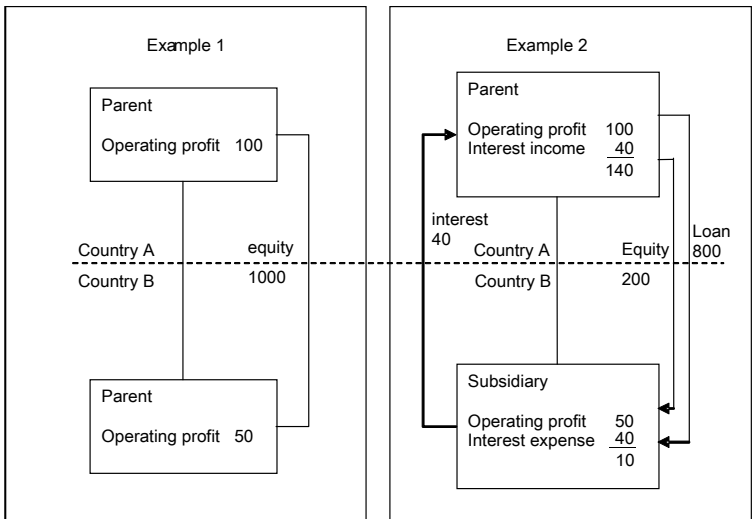 Example 1
Parent
Operating profit 100
Country A
equity
Country B
1000
Parent
Operating profit 50
Example 2
Parent
Operating profit 100
Interest income 40
140
interest
40
Country A
Equity
Loan
800
Country B
200
Subsidiary
Operating profit 50
Interest expense 40
10